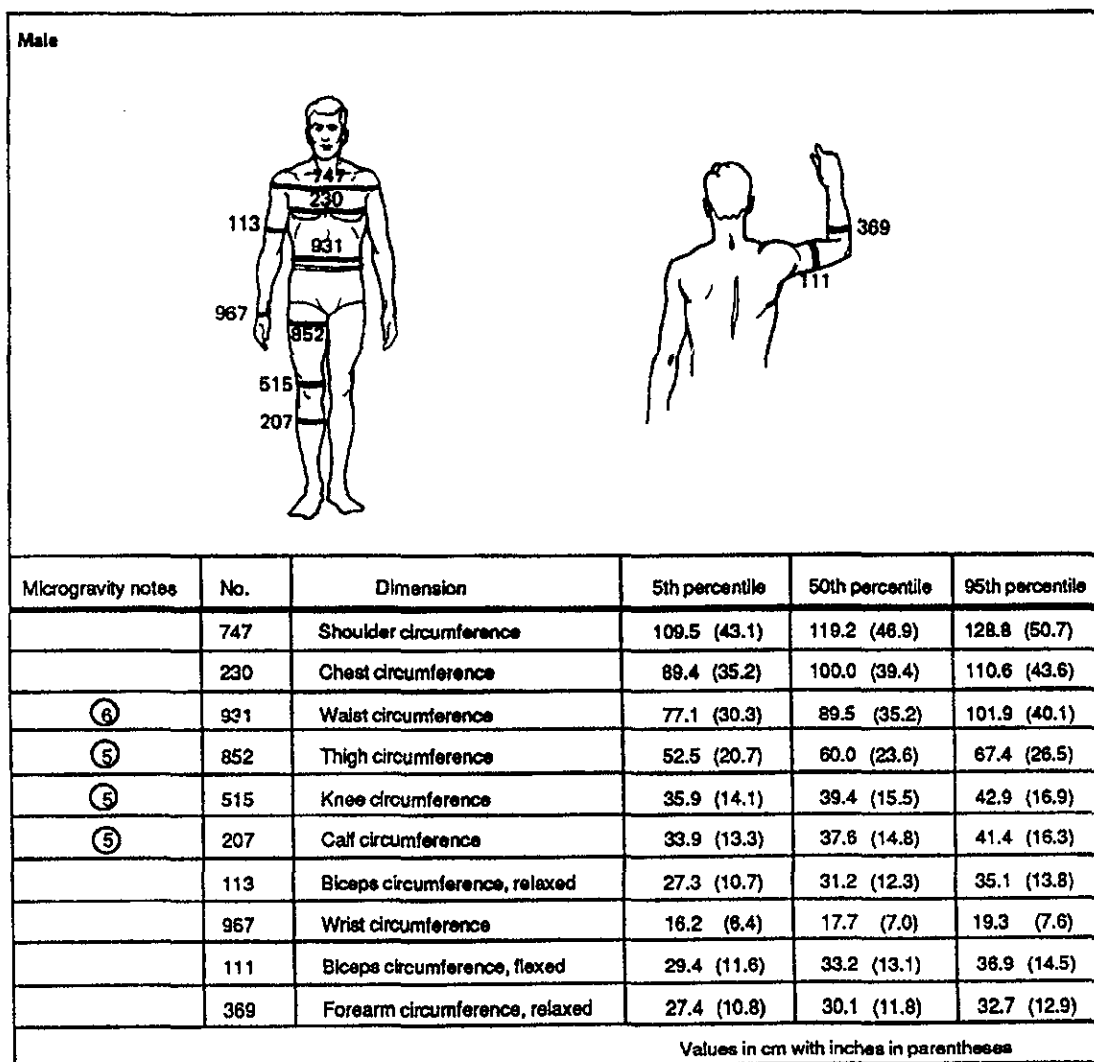 Male
747
230
113
931
967
852
515
207
369
111
Microgravity notes No. Dimension 5th percentile 50th percentile 95th percentile
747 Shoulder circumference 109.5 (43.1) 119.2 (46.9) 128.8 (50.7)
230 Chest circumference 89.4 (35.2) 100.0 (39.4) 110.6 (43.6)
6 931 Waist circumference 77.1 (30.3) 89.5 (35.2) 101.9 (40.1)
5 852 Thigh circumference 52.5 (20.7) 60.0 (23.6) 67.4 (26.5)
5 515 Knee circumference 35.9 (14.1) 39.4 (15.5) 42.9 (16.9)
5 207 Calf circumference 33.9 (13.3) 37.6 (14.8) 41.4 (16.3)
113 Biceps circumference, relaxed 27.3 (10.7) 31.2 (12.3) 35.1 (13.8)
967 Wrist circumference 16.2 (6.4) 17.7 (7.0) 19.3 (7.6)
111 Biceps circumference, flexed 29.4 (11.6) 33.2 (13.1) 36.9 (14.5)
369 Forearm circumference, relaxed 27.4 (10.8) 30.1 (11.8) 32.7 (12.9)
Values in cm with inches in parentheses